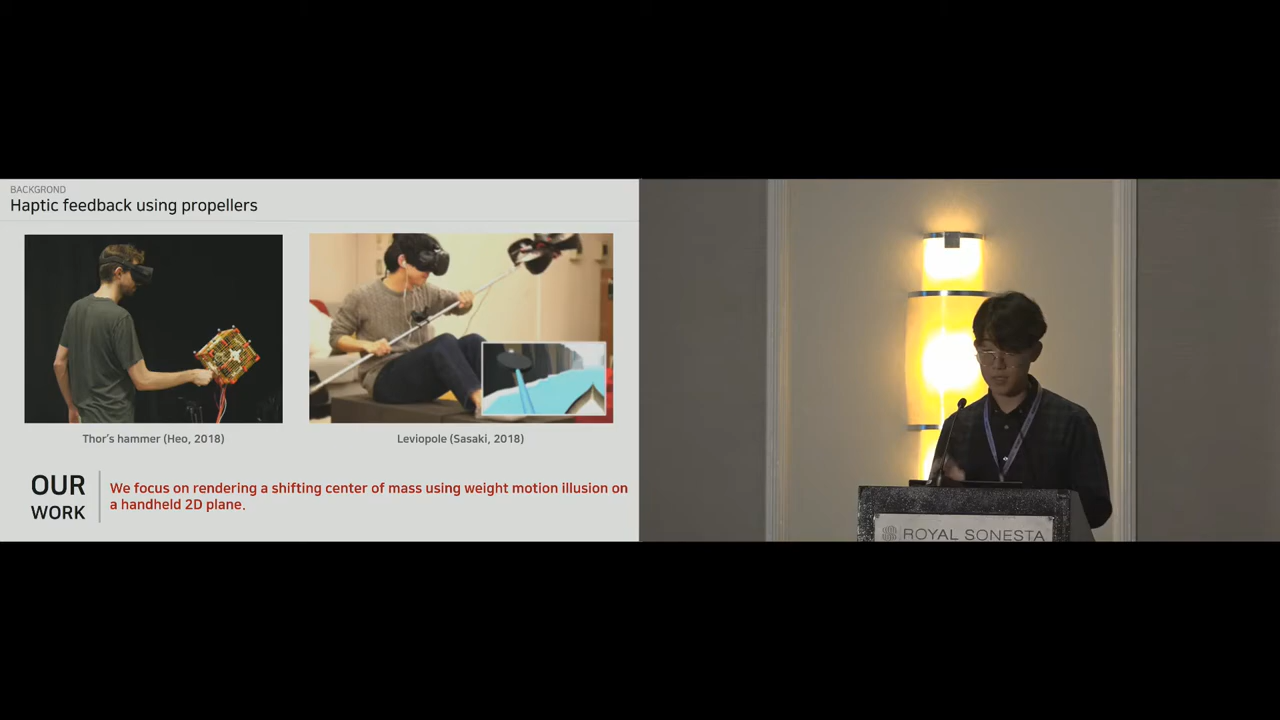 BACKGROND
Haptic feedback using propellers
Thor's hammer (Heo, 2018)
Leviopole (Sasaki, 2018)
OUR
WORK
We focus on rendering a shifting center of mass using weight motion illusion on
a handheld 2D plane.
ROYAL SONESTA